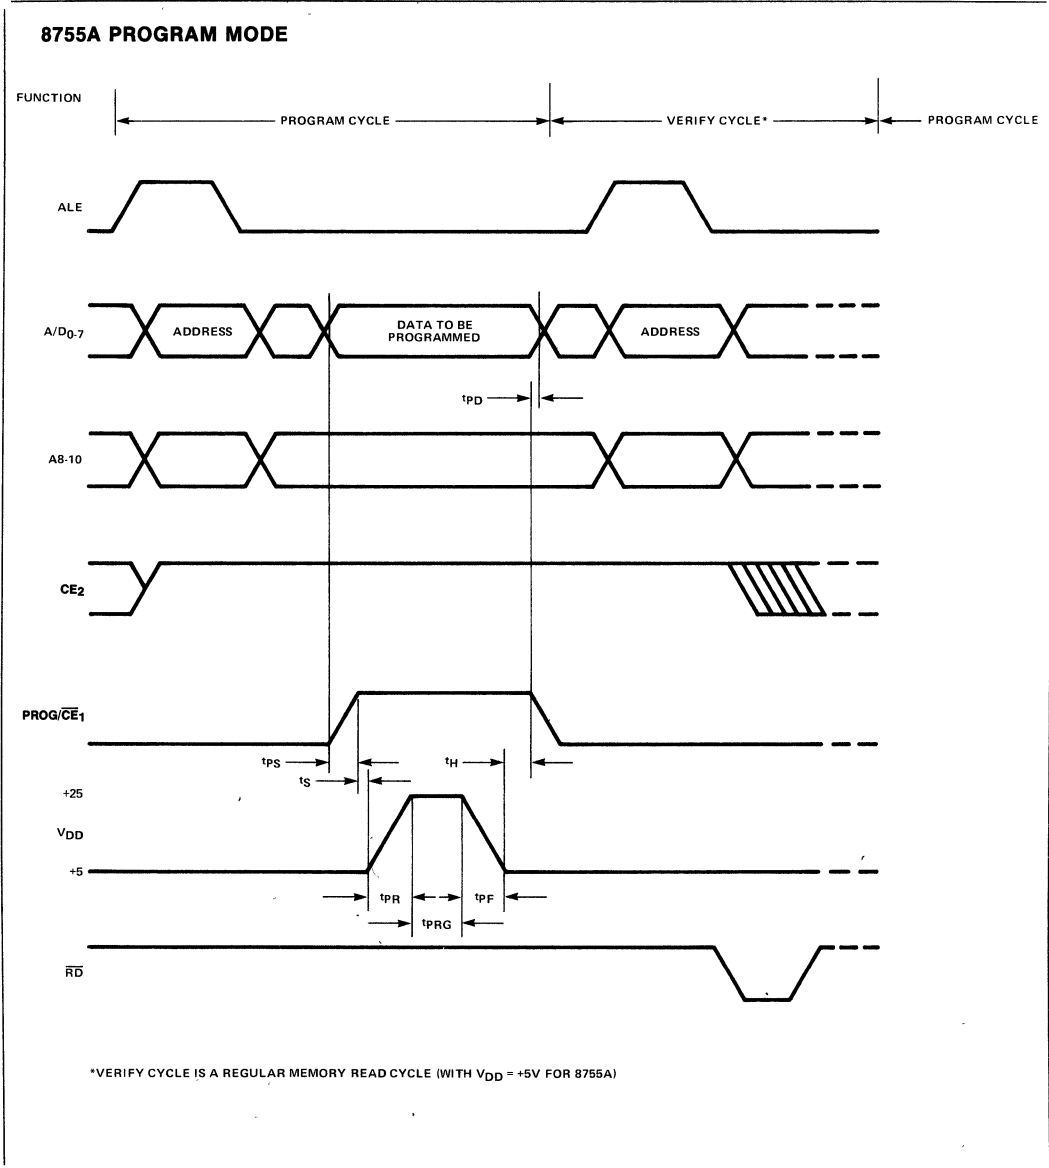 8755A PROGRAM MODE
FUNCTION
PROGRAM CYCLE
VERIFY CYCLE*
PROGRAM CYCLE
ALE
A/D0-7
ADDRESS
DATA TO BE
PROGRAMMED
ADDRESS
tPD
A8-10
CE2
PROG/C̅E̅1
tPS
tH
tS
+25
VDD
+5
tPR
tPF
tPRG
R̅D̅
*VERIFY CYCLE IS A REGULAR MEMORY READ CYCLE (WITH VDD = +5V FOR 8755A)